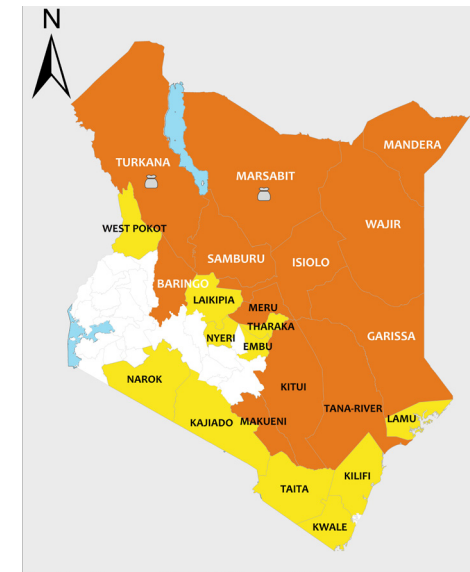 N
MANDERA
TURKANA
MARSABIT
WAJIR
WEST POKOT
SAMBURU
ISIOLO
BARINGO
LAIKIPIA
MERU
THARAKA
GARISSA
NYERI
EMBU
NAROK
KITUI
TANA-RIVER
LAMU
KAJIADO
MAKUENI
KILIFI
TAITA
KWALE